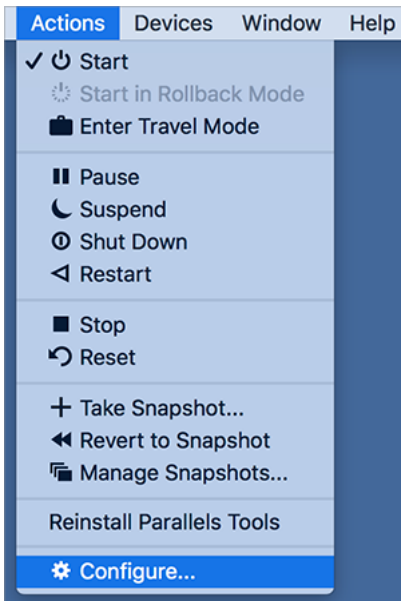 Actions Devices Window Help
Start
Start in Rollback Mode
Enter Travel Mode
Pause
Suspend
Shut Down
Restart
Stop
Reset
Take Snapshot...
Revert to Snapshot
Manage Snapshots...
Reinstall Parallels Tools
Configure...